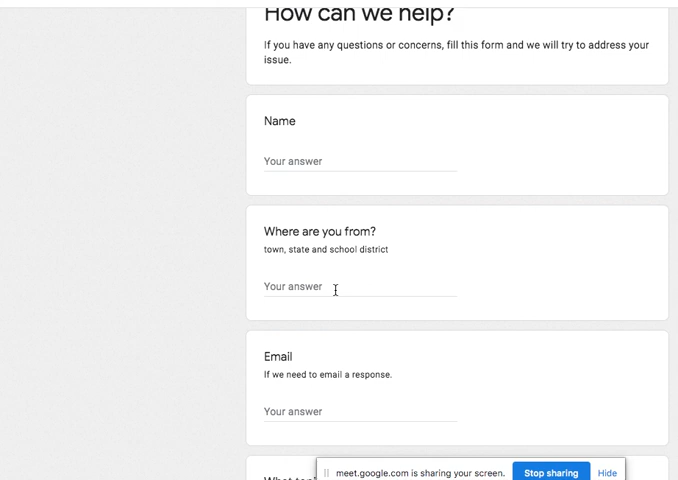 How can we help?
If you have any questions or concerns, fill this form and we will try to address your
issue.
Name
Your answer
Where are you from?
town, state and school district
Your answer
Email
If we need to email a response.
Your answer
What
meet.google.com is sharing your screen.
Stop sharing
Hide